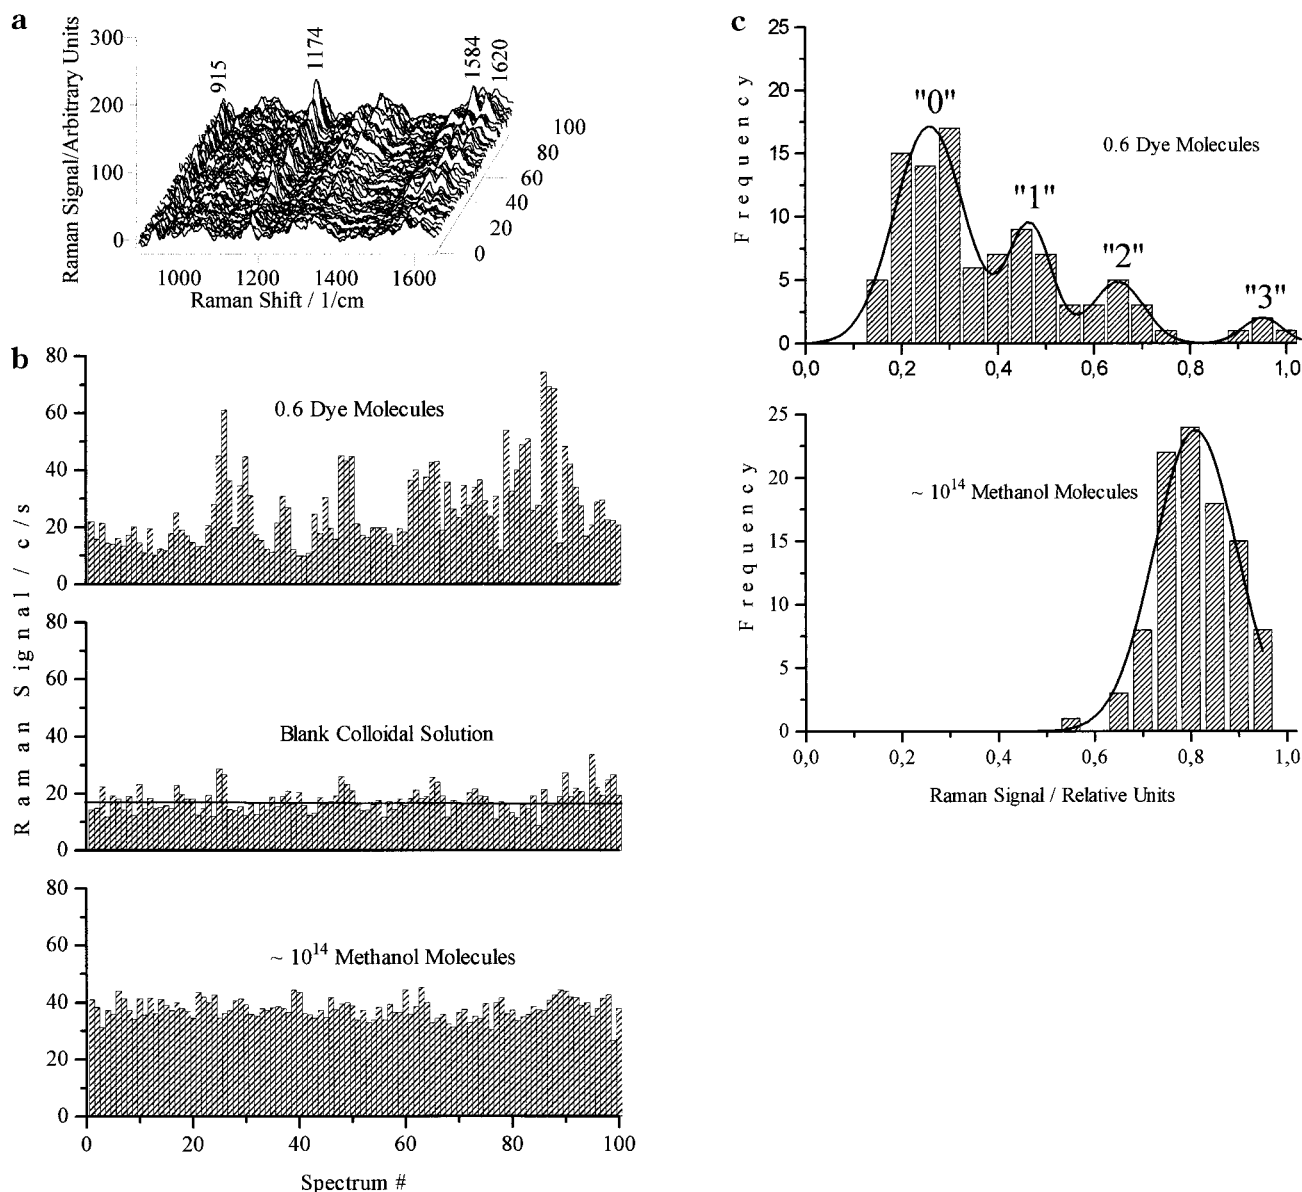 a
Raman Signal/Arbitrary Units
300
200
100
0
915
1174
1584
1620
100
80
60
40
20
0
1000 1200 1400 1600
Raman Shift / 1/cm
b
Raman Signal / c/s
80
60
40
20
0
0.6 Dye Molecules
80
60
40
20
0
Blank Colloidal Solution
80
60
40
20
0
~ 10¹⁴ Methanol Molecules
0 20 40 60 80 100
Spectrum #
c
Frequency
25
20
15
10
5
0
"0"
"1"
"2"
"3"
0.6 Dye Molecules
0,0 0,2 0,4 0,6 0,8 1,0
Frequency
25
20
15
10
5
0
~ 10¹⁴ Methanol Molecules
0,0 0,2 0,4 0,6 0,8 1,0
Raman Signal / Relative Units